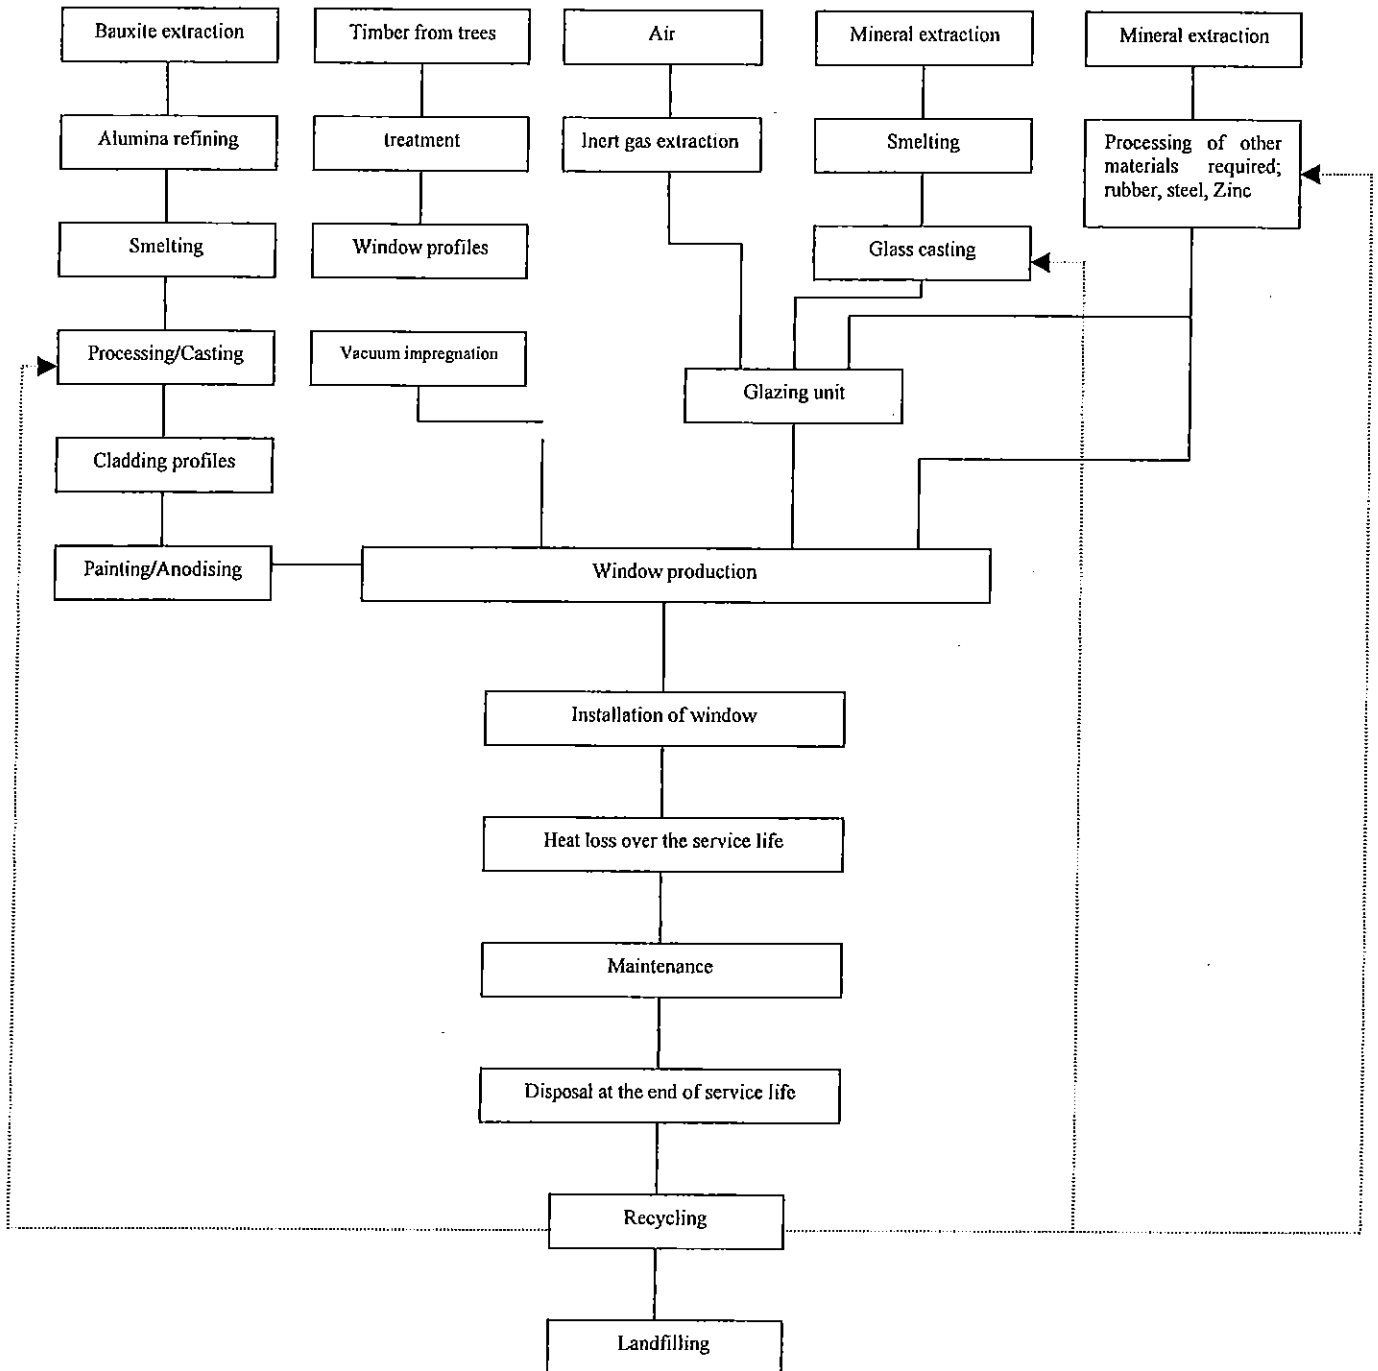 Bauxite extraction
Timber from trees
Air
Mineral extraction
Mineral extraction
Alumina refining
treatment
Inert gas extraction
Smelting
Processing of other
materials required;
rubber, steel, Zinc
Smelting
Window profiles
Glass casting
Processing/Casting
Vacuum impregnation
Glazing unit
Cladding profiles
Painting/Anodising
Window production
Installation of window
Heat loss over the service life
Maintenance
Disposal at the end of service life
Recycling
Landfilling